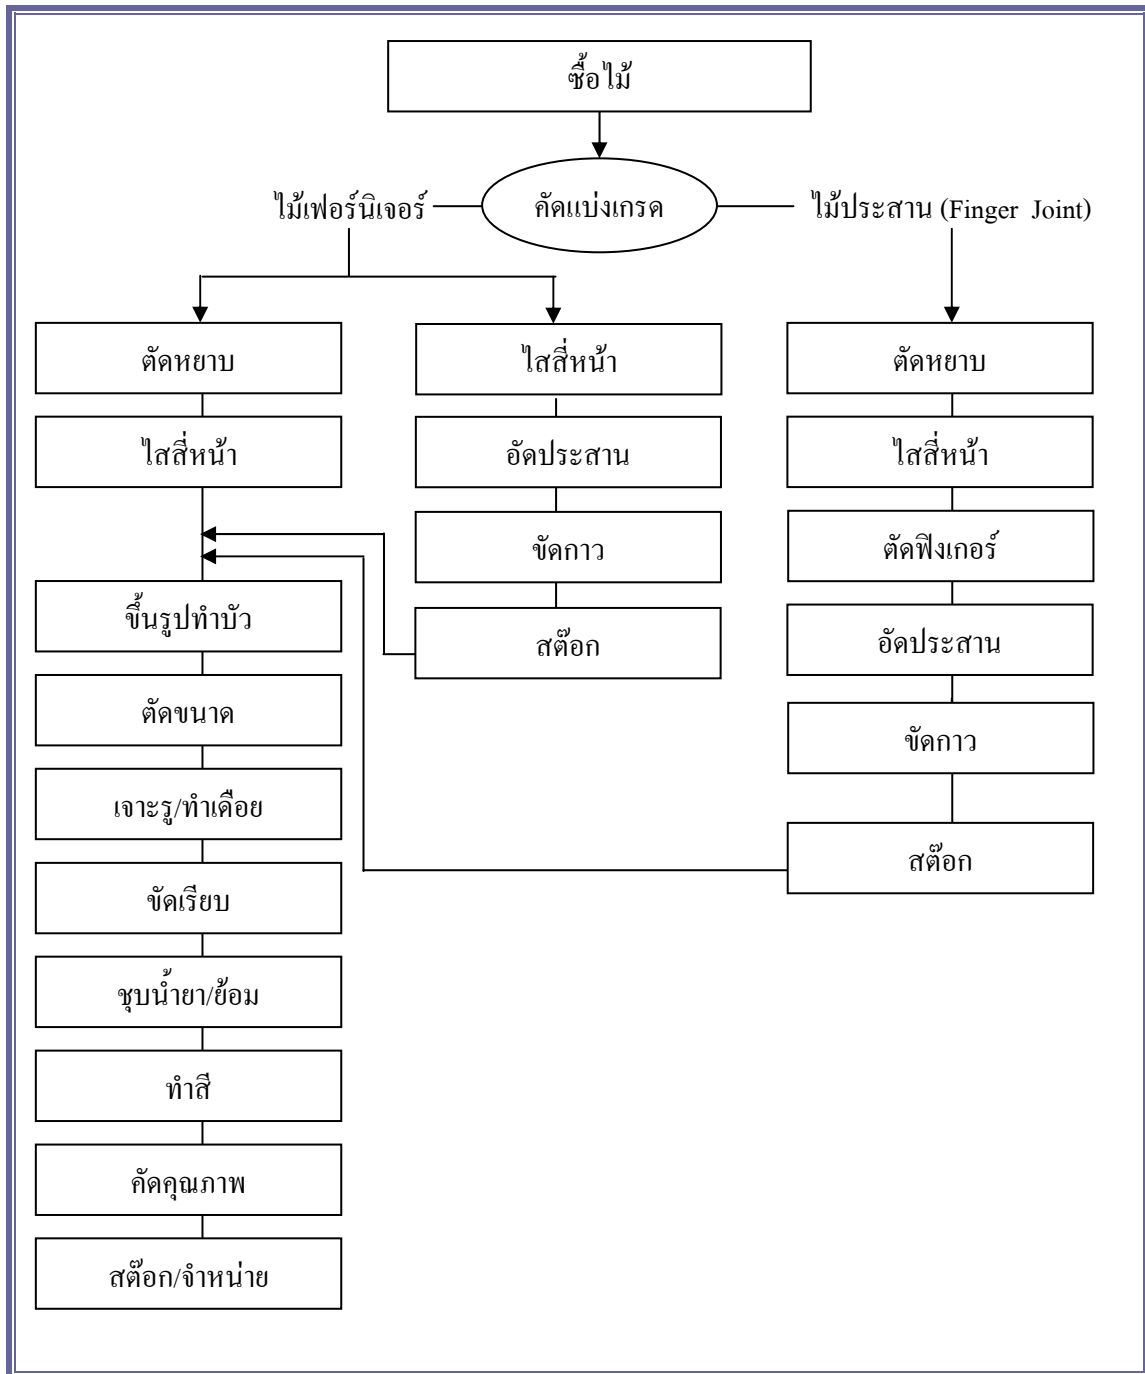 ซื้อไม้
คัดแบ่งเกรด
ไม้เฟอร์นิเจอร์
ไม้ประสาน (Finger Joint)
ตัดหยาบ
ไสสี่หน้า
ขึ้นรูปทำบัว
ตัดขนาด
เจาะรู/ทำเดือย
ขัดเรียบ
ชุบน้ำยา/ย้อม
ทำสี
คัดคุณภาพ
สต๊อก/จำหน่าย
ไสสี่หน้า
อัดประสาน
ขัดกาว
สต๊อก
ตัดหยาบ
ไสสี่หน้า
ตัดฟิงเกอร์
อัดประสาน
ขัดกาว
สต๊อก